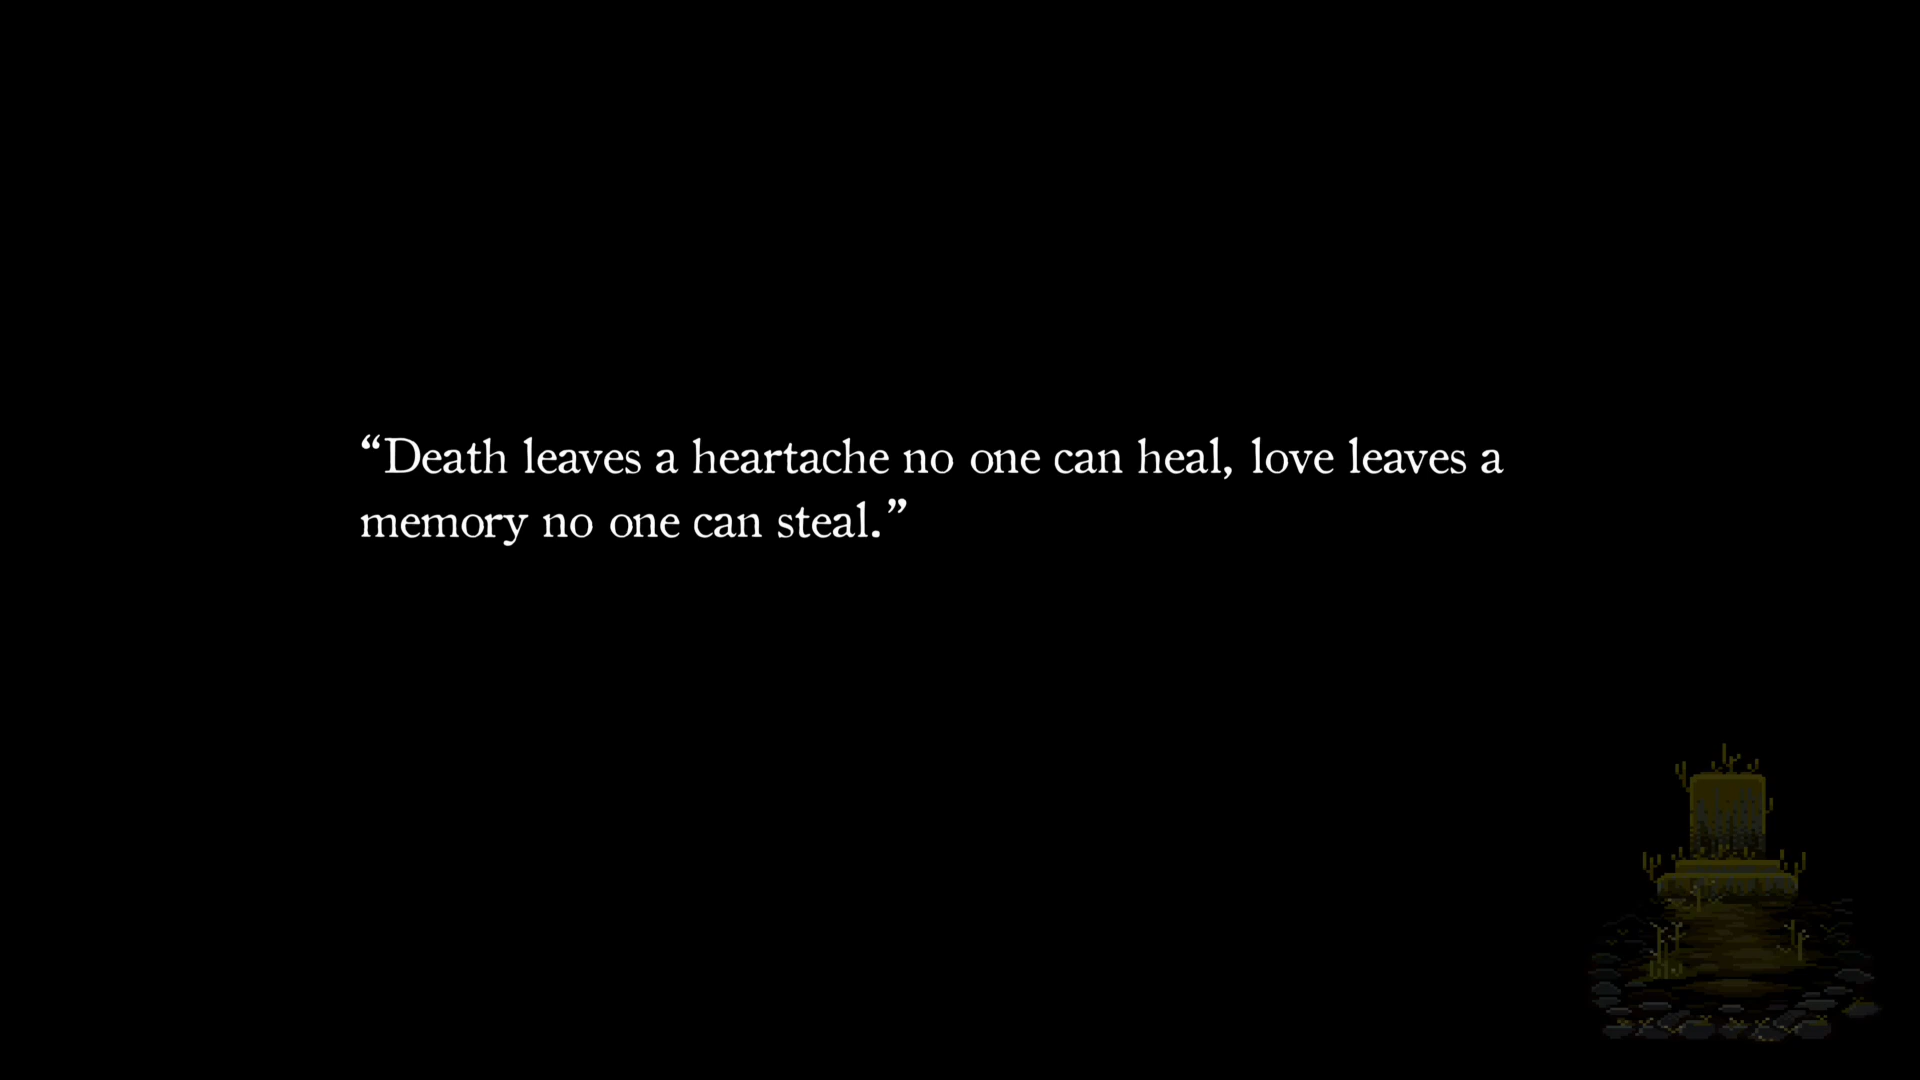 “Death leaves a heartache no one can heal, love leaves a
memory no one can steal.”